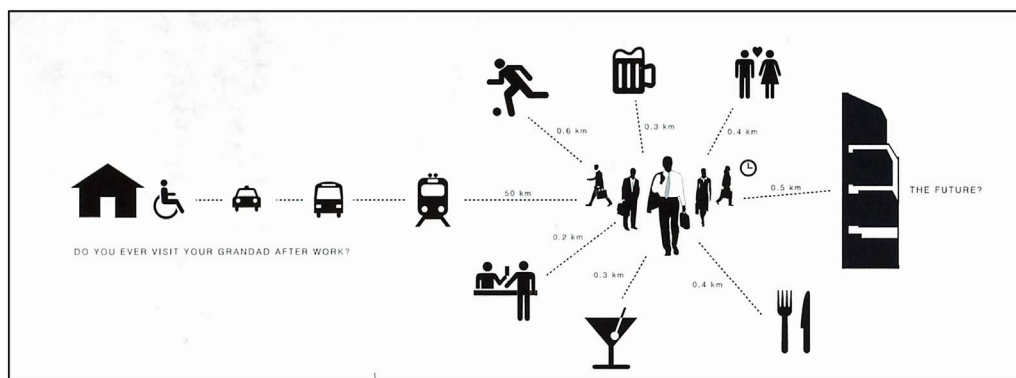 0.6 km
0.3 km
0.4 km
50 km
0.5 km
THE FUTURE?
DO YOU EVER VISIT YOUR GRANDAD AFTER WORK?
0.2 km
0.3 km
0.4 km